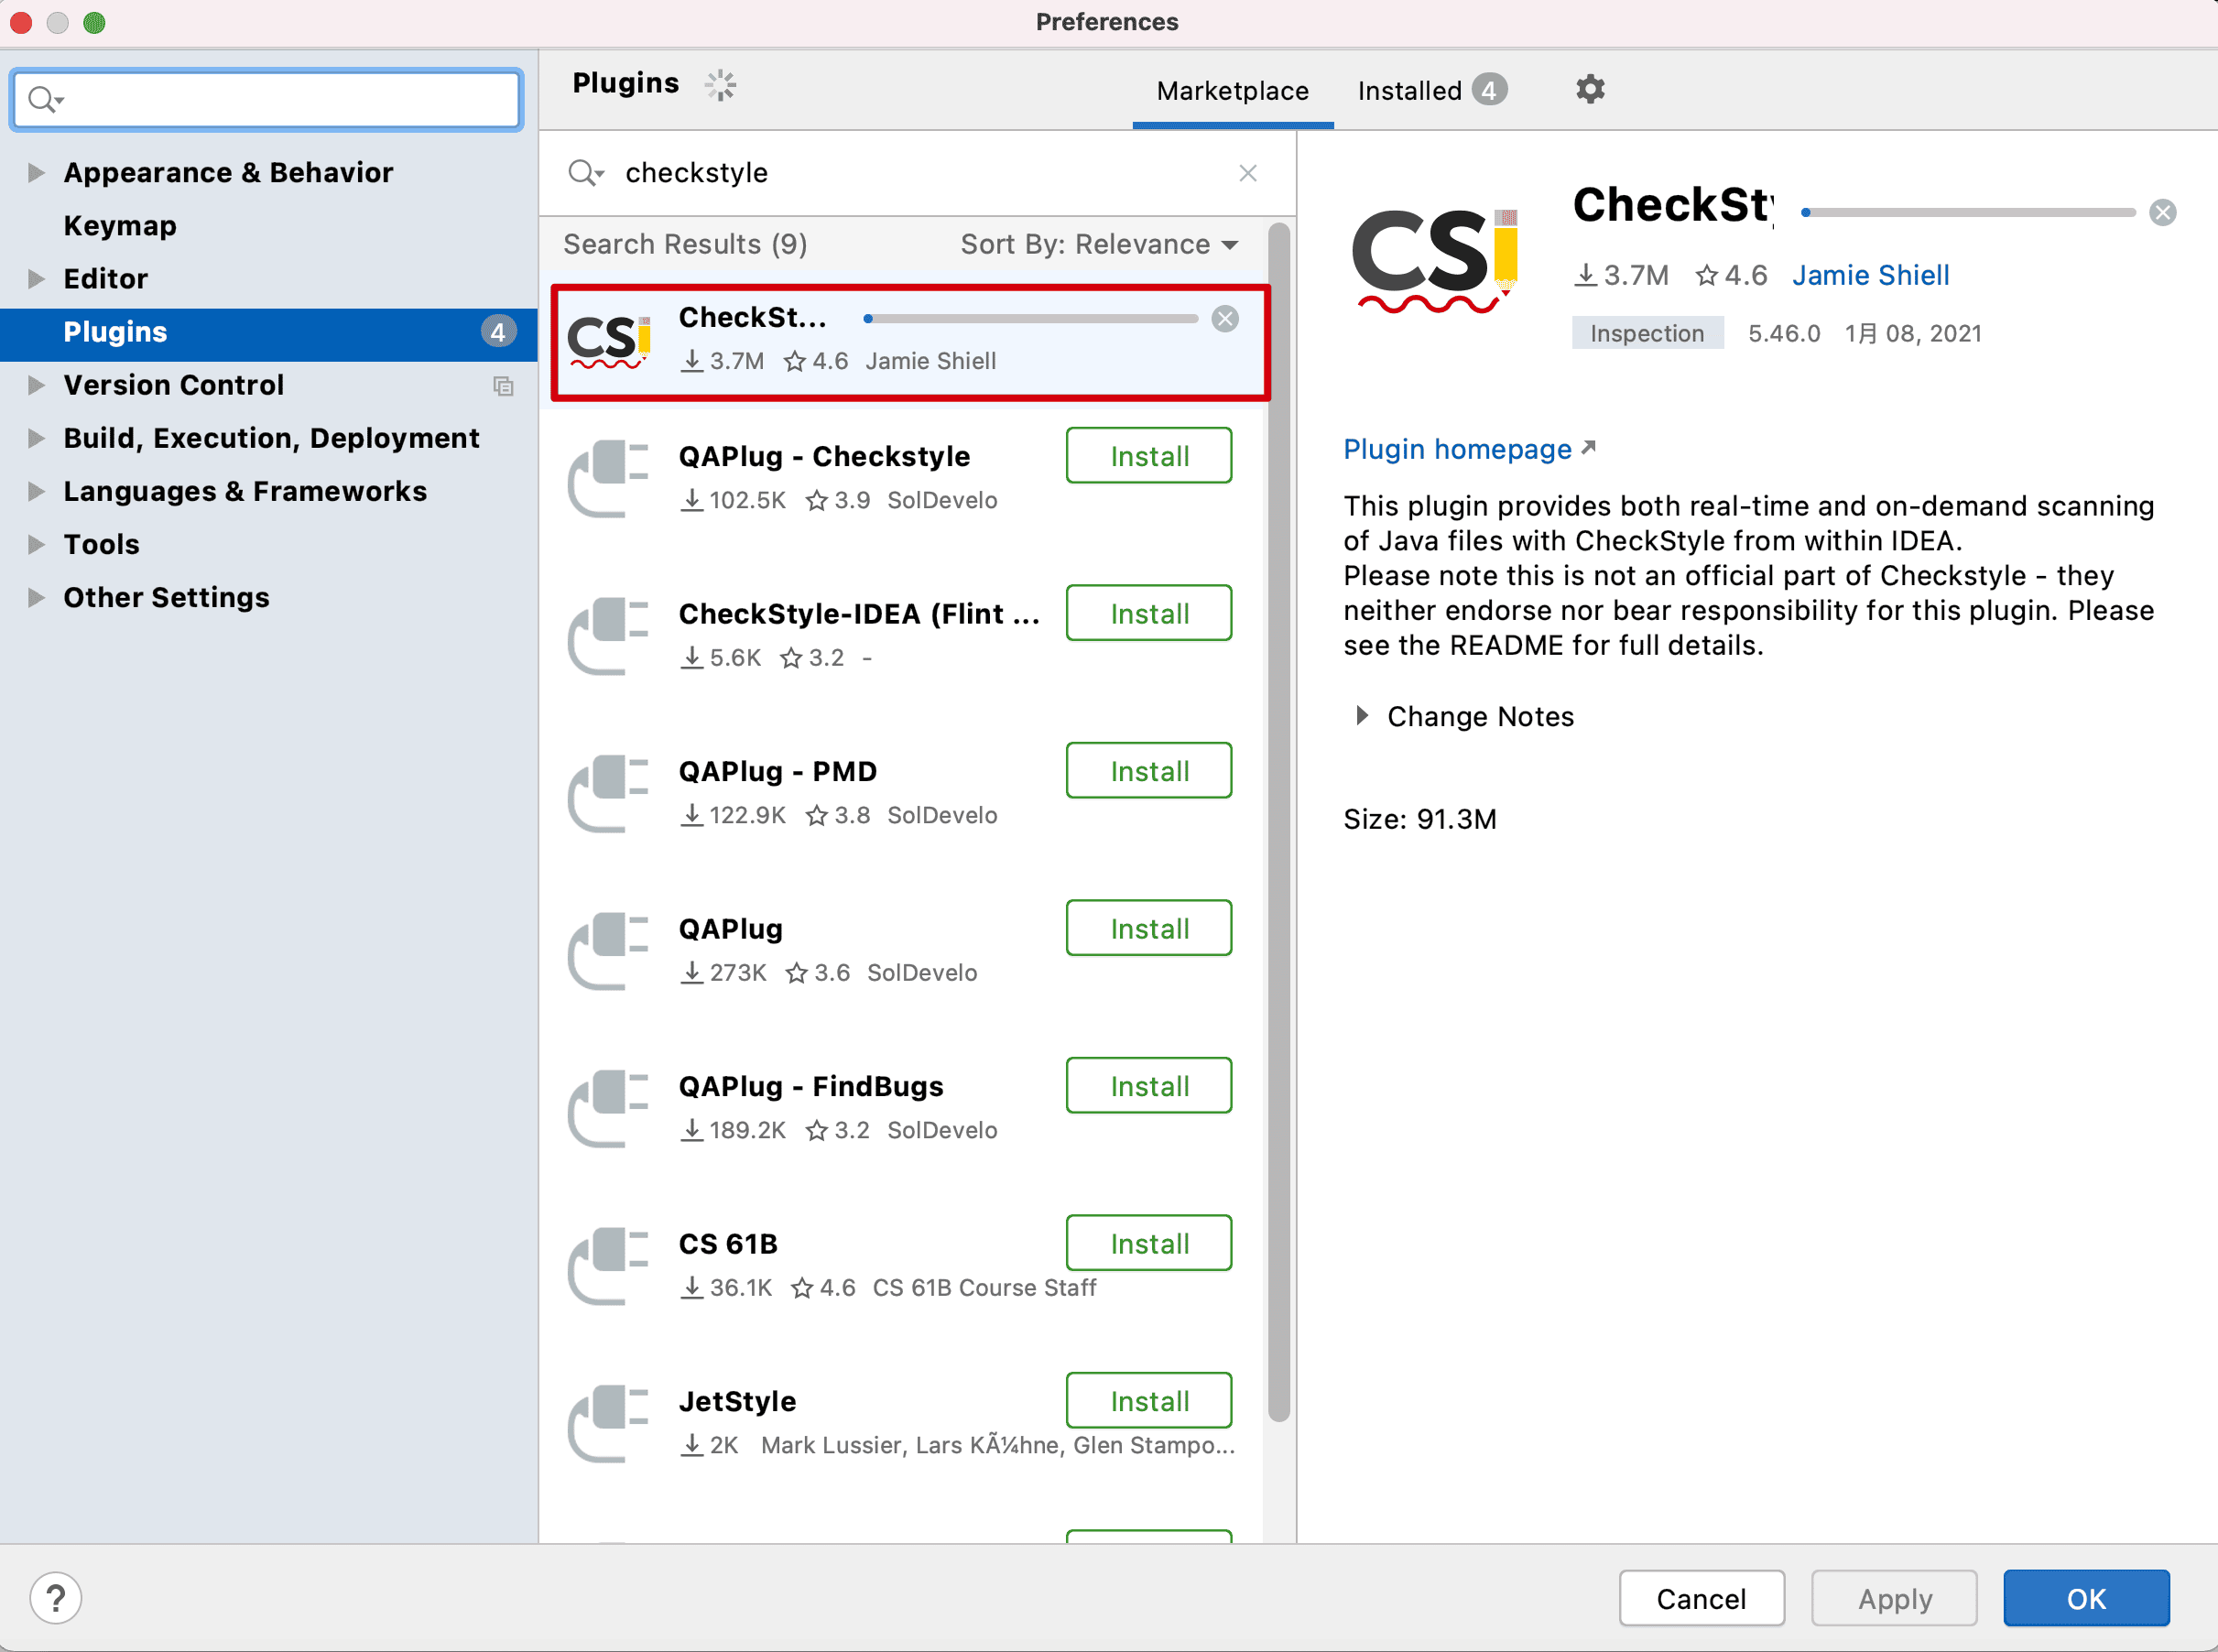 Preferences
Appearance & Behavior
Keymap
Editor
Plugins 4
Version Control
Build, Execution, Deployment
Languages & Frameworks
Tools
Other Settings
Plugins
Marketplace
Installed 4
checkstyle
Search Results (9) Sort By: Relevance
CSi
CheckSt...
3.7M 4.6 Jamie Shiell
QAPlug - Checkstyle Install
102.5K 3.9 SolDevelo
CheckStyle-IDEA (Flint ... Install
5.6K 3.2 -
QAPlug - PMD Install
122.9K 3.8 SolDevelo
QAPlug Install
273K 3.6 SolDevelo
QAPlug - FindBugs Install
189.2K 3.2 SolDevelo
CS 61B Install
36.1K 4.6 CS 61B Course Staff
JetStyle Install
2K Mark Lussier, Lars KÃ¼hne, Glen Stampo...
CSi
CheckSty
3.7M 4.6 Jamie Shiell
Inspection 5.46.0 1月 08, 2021
Plugin homepage
This plugin provides both real-time and on-demand scanning
of Java files with CheckStyle from within IDEA.
Please note this is not an official part of Checkstyle - they
neither endorse nor bear responsibility for this plugin. Please
see the README for full details.
Change Notes
Size: 91.3M
?
Cancel
Apply
OK